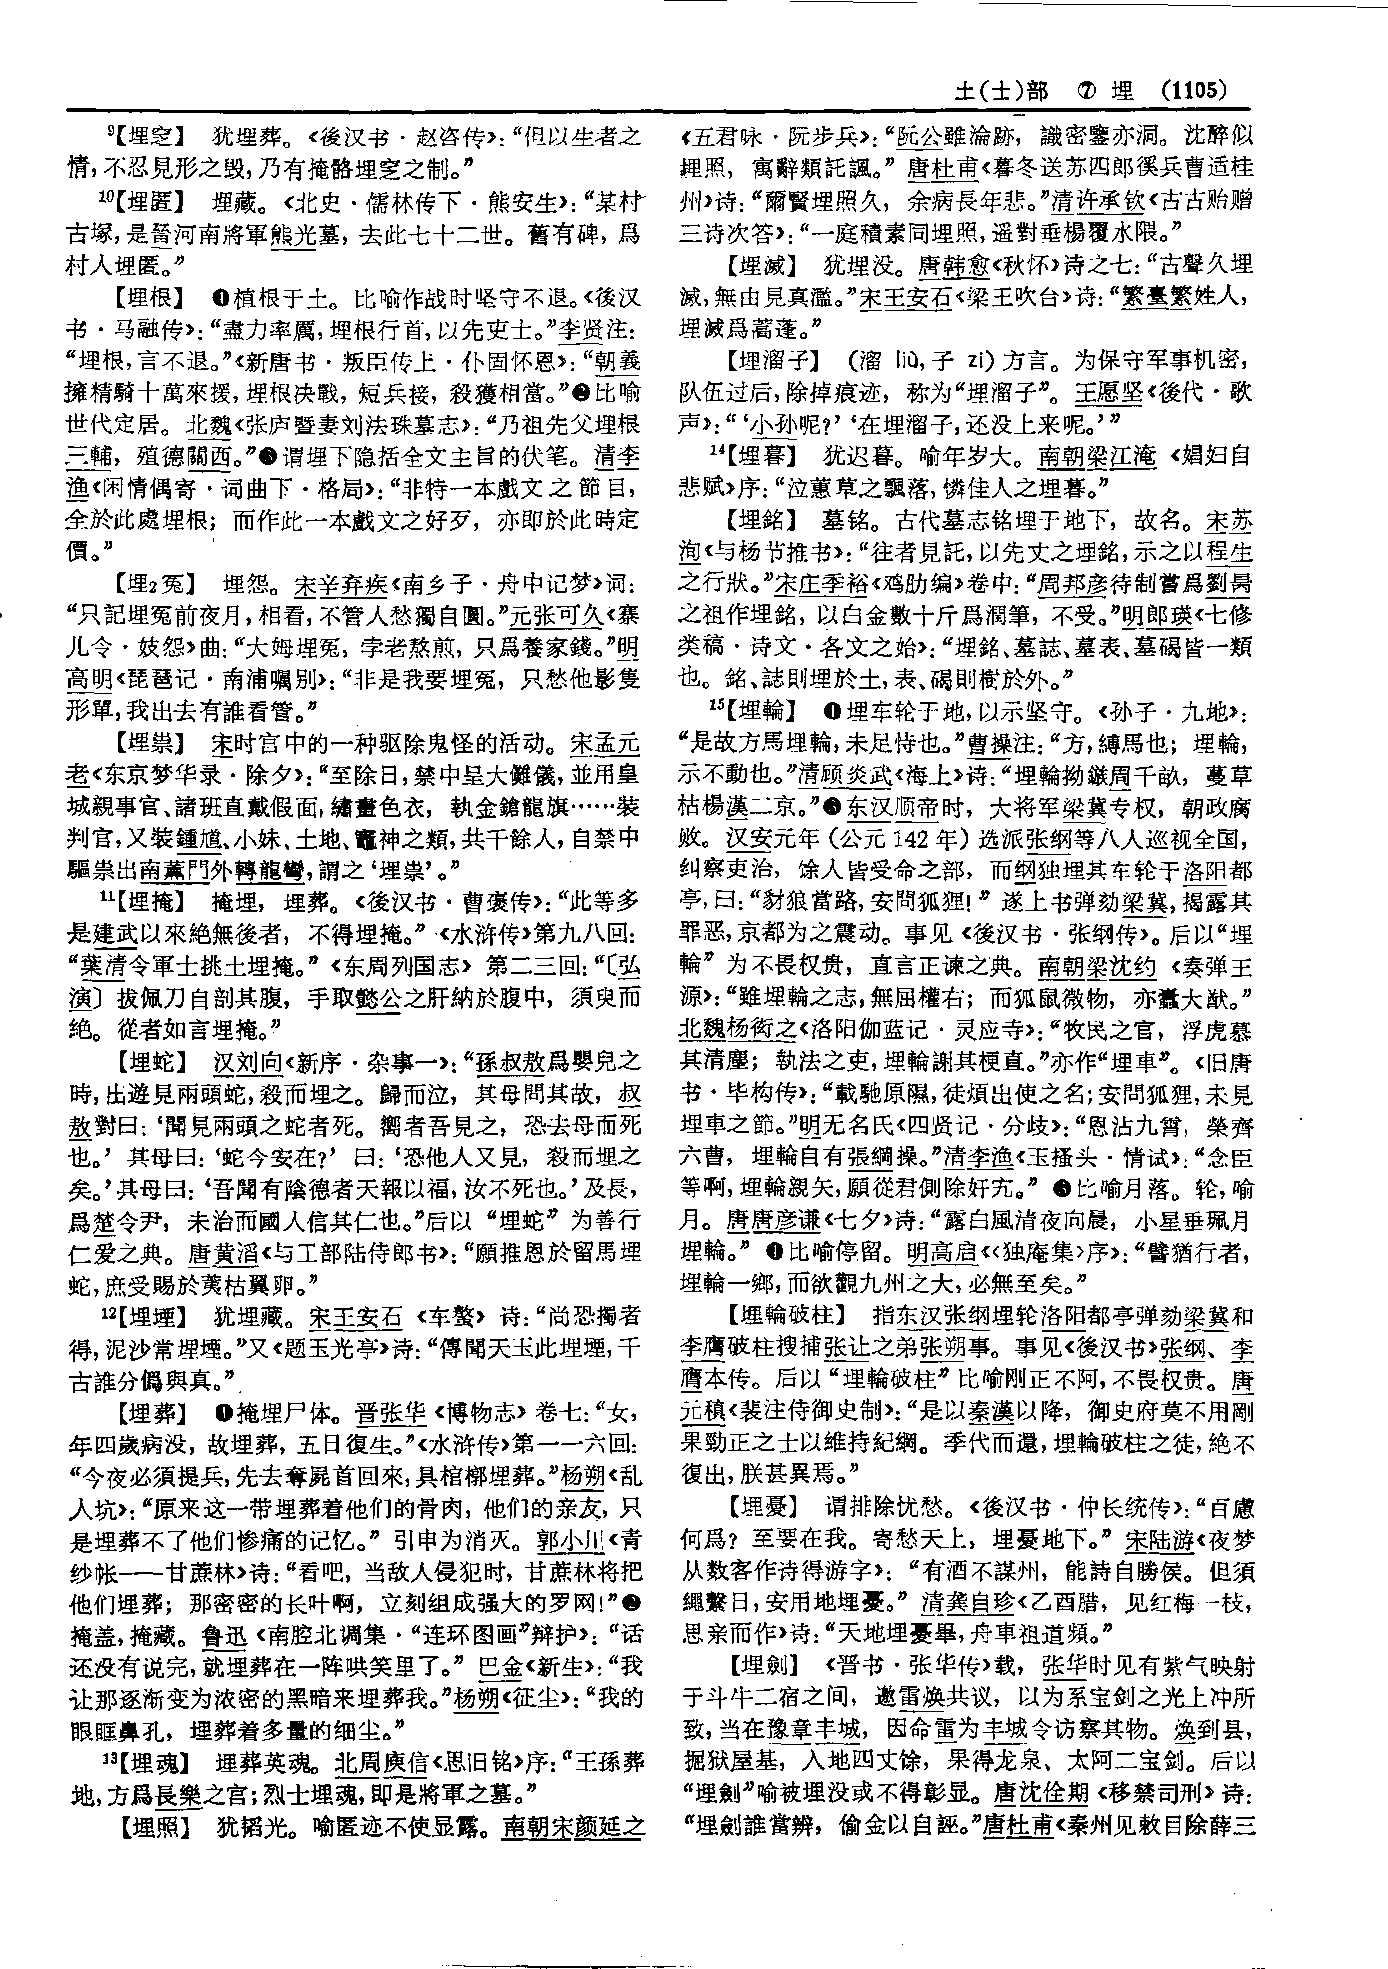 土(士)部 ⑦ 埋 (1105)
⁹【埋窆】 犹埋葬。《後汉书·赵咨传》：“但以生者之
情，不忍見形之毁，乃有掩骼埋窆之制。”
¹⁰【埋匿】 埋藏。《北史·儒林传下·熊安生》：“某村
古塚，是晉河南將軍熊光墓，去此七十二世。舊有碑，爲
村人埋匿。”
【埋根】 ❶植根于土。比喻作战时坚守不退。《後汉
书·马融传》：“盡力率厲，埋根行首，以先吏士。”李贤注：
“埋根，言不退。”《新唐书·叛臣传上·仆固怀恩》：“朝義
擁精騎十萬來援，埋根决戰，短兵接，殺獲相當。”❷比喻
世代定居。北魏《张庐暨妻刘法珠墓志》：“乃祖先父埋根
三輔，殖德關西。”❸谓埋下隐括全文主旨的伏笔。清李
渔《闲情偶寄·词曲下·格局》：“非特一本戲文之節目，
全於此處埋根；而作此一本戲文之好歹，亦即於此時定
價。”
【埋₂冤】 埋怨。宋辛弃疾《南乡子·舟中记梦》词：
“只記埋冤前夜月，相看，不管人愁獨自圓。”元张可久《寨
儿令·妓怨》曲：“大姆埋冤，孛老熬煎，只爲養家錢。”明
高明《琵琶记·南浦嘱别》：“非是我要埋冤，只愁他影隻
形單，我出去有誰看管。”
【埋祟】 宋时宫中的一种驱除鬼怪的活动。宋孟元
老《东京梦华录·除夕》：“至除日，禁中呈大儺儀，並用皇
城親事官、諸班直戴假面，繡畫色衣，執金鎗龍旗……装
判官，又裝鍾馗、小妹、土地、竈神之類，共千餘人，自禁中
驅祟出南薰門外轉龍彎，謂之‘埋祟’。”
¹¹【埋掩】 掩埋，埋葬。《後汉书·曹褒传》：“此等多
是建武以來絶無後者，不得埋掩。”《水浒传》第九八回：
“葉清令軍士挑土埋掩。”《东周列国志》第二三回：“〔弘
演〕拔佩刀自剖其腹，手取懿公之肝納於腹中，須臾而
絶。從者如言埋掩。”
【埋蛇】 汉刘向《新序·杂事一》：“孫叔敖爲嬰兒之
時，出遊見兩頭蛇，殺而埋之。歸而泣，其母問其故，叔
敖對曰：‘聞見兩頭之蛇者死。嚮者吾見之，恐去母而死
也。’其母曰：‘蛇今安在？’曰：‘恐他人又見，殺而埋之
矣。’其母曰：‘吾聞有陰德者天報以福，汝不死也。’及長，
爲楚令尹，未治而國人信其仁也。”后以“埋蛇”为善行
仁爱之典。唐黄滔《与工部陆侍郎书》：“願推恩於留馬埋
蛇，庶受賜於荑枯翼卵。”
¹²【埋堙】 犹埋藏。宋王安石《车螯》诗：“尚恐擉者
得，泥沙常埋堙。”又《题玉光亭》诗：“傳聞天玉此埋堙，千
古誰分僞與真。”
【埋葬】 ❶掩埋尸体。晋张华《博物志》卷七：“女，
年四歲病没，故埋葬，五日復生。”《水浒传》第一一六回：
“今夜必須提兵，先去奪屍首回來，具棺槨埋葬。”杨朔《乱
人坑》：“原来这一带埋葬着他们的骨肉，他们的亲友，只
是埋葬不了他们惨痛的记忆。”引申为消灭。郭小川《青
纱帐——甘蔗林》诗：“看吧，当敌人侵犯时，甘蔗林将把
他们埋葬；那密密的长叶啊，立刻组成强大的罗网！”❷
掩盖，掩藏。鲁迅《南腔北调集·“连环图画”辩护》：“话
还没有说完，就埋葬在一阵哄笑里了。”巴金《新生》：“我
让那逐渐变为浓密的黑暗来埋葬我。”杨朔《征尘》：“我的
眼眶鼻孔，埋葬着多量的细尘。”
¹³【埋魂】 埋葬英魂。北周庾信《思旧铭》序：“王孫葬
地，方爲長樂之宫；烈士埋魂，即是將軍之墓。”
【埋照】 犹韬光。喻匿迹不使显露。南朝宋颜延之
《五君咏·阮步兵》：“阮公雖淪跡，識密鑒亦洞。沈醉似
埋照，寓辭類託諷。”唐杜甫《暮冬送苏四郎徯兵曹适桂
州》诗：“爾賢埋照久，余病長年悲。”清许承钦《古古贻赠
三诗次答》：“一庭積素同埋照，遥對垂楊覆水隈。”
【埋滅】 犹埋没。唐韩愈《秋怀》诗之七：“古聲久埋
滅，無由見真濫。”宋王安石《梁王吹台》诗：“繁臺繁姓人，
埋滅爲蒿蓬。”
【埋溜子】 (溜 liù，子 zi)方言。为保守军事机密，
队伍过后，除掉痕迹，称为“埋溜子”。王愿坚《後代·歌
声》：“‘小孙呢？’‘在埋溜子，还没上来呢。’”
¹⁴【埋暮】 犹迟暮。喻年岁大。南朝梁江淹《娼妇自
悲赋》序：“泣蕙草之飄落，憐佳人之埋暮。”
【埋銘】 墓铭。古代墓志铭埋于地下，故名。宋苏
洵《与杨节推书》：“往者見託，以先丈之埋銘，示之以程生
之行狀。”宋庄季裕《鸡肋编》卷中：“周邦彦待制嘗爲劉昺
之祖作埋銘，以白金數十斤爲潤筆，不受。”明郎瑛《七修
类稿·诗文·各文之始》：“埋銘、墓誌、墓表、墓碣皆一類
也。銘、誌則埋於土，表、碣則樹於外。”
¹⁵【埋輪】 ❶埋车轮于地，以示坚守。《孙子·九地》：
“是故方馬埋輪，未足恃也。”曹操注：“方，縛馬也；埋輪，
示不動也。”清顾炎武《海上》诗：“埋輪拗鏃周千畝，蔓草
枯楊漢二京。”❷东汉顺帝时，大将军梁冀专权，朝政腐
败。汉安元年（公元142年）选派张纲等八人巡视全国，
纠察吏治，馀人皆受命之部，而纲独埋其车轮于洛阳都
亭，曰：“豺狼當路，安問狐狸！”遂上书弹劾梁冀，揭露其
罪恶，京都为之震动。事见《後汉书·张纲传》。后以“埋
輪”为不畏权贵，直言正谏之典。南朝梁沈约《奏弹王
源》：“雖埋輪之志，無屈權右；而狐鼠微物，亦蠹大猷。”
北魏杨衒之《洛阳伽蓝记·灵应寺》：“牧民之官，浮虎慕
其清塵；執法之吏，埋輪謝其梗直。”亦作“埋車”。《旧唐
书·毕构传》：“載馳原隰，徒煩出使之名；安問狐狸，未見
埋車之節。”明无名氏《四贤记·分歧》：“恩沾九霄，榮齊
六曹，埋輪自有張綱操。”清李渔《玉搔头·情试》：“念臣
等啊，埋輪親矢，願從君側除奸宄。”❸比喻月落。轮，喻
月。唐唐彦谦《七夕》诗：“露白風清夜向晨，小星垂珮月
埋輪。”❹比喻停留。明高启《〈独庵集〉序》：“譬猶行者，
埋輪一鄉，而欲觀九州之大，必無至矣。”
【埋輪破柱】 指东汉张纲埋轮洛阳都亭弹劾梁冀和
李膺破柱搜捕张让之弟张朔事。事见《後汉书》张纲、李
膺本传。后以“埋輪破柱”比喻刚正不阿，不畏权贵。唐
元稹《裴注侍御史制》：“是以秦漢以降，御史府莫不用剛
果勁正之士以維持紀綱。季代而還，埋輪破柱之徒，絶不
復出，朕甚異焉。”
【埋憂】 谓排除忧愁。《後汉书·仲长统传》：“百慮
何爲？至要在我。寄愁天上，埋憂地下。”宋陆游《夜梦
从数客作诗得游字》：“有酒不謀州，能詩自勝侯。但須
繩繫日，安用地埋憂。”清龚自珍《乙酉腊，见红梅一枝，
思亲而作》诗：“天地埋憂畢，舟車祖道頻。”
【埋劍】 《晋书·张华传》载，张华时见有紫气映射
于斗牛二宿之间，邀雷焕共议，以为系宝剑之光上冲所
致，当在豫章丰城，因命雷为丰城令访察其物。焕到县，
掘狱屋基，入地四丈馀，果得龙泉、太阿二宝剑。后以
“埋劍”喻被埋没或不得彰显。唐沈佺期《移禁司刑》诗：
“埋劍誰當辨，偷金以自誣。”唐杜甫《秦州见敕目除薛三